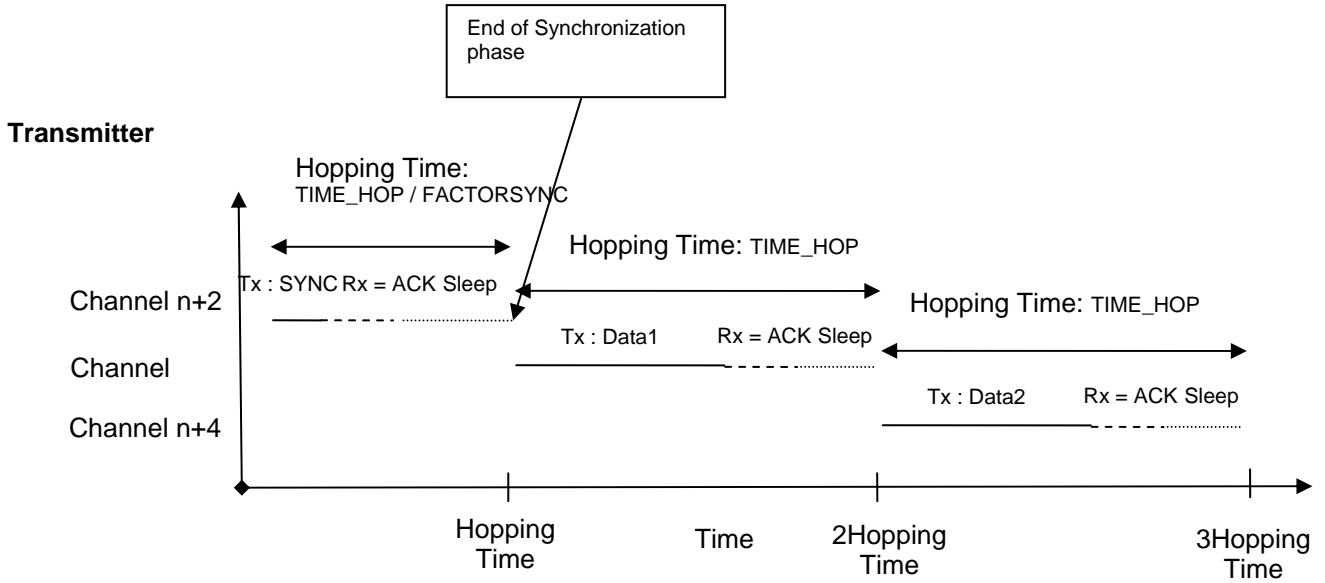 End of Synchronization
phase
Transmitter
Hopping Time:
TIME_HOP / FACTORSYNC
Hopping Time: TIME_HOP
Tx : SYNC Rx = ACK Sleep
Channel n+2
Hopping Time: TIME_HOP
Tx : Data1 Rx = ACK Sleep
Channel
Tx : Data2 Rx = ACK Sleep
Channel n+4
Hopping
Time
Time
2Hopping
Time
3Hopping
Time